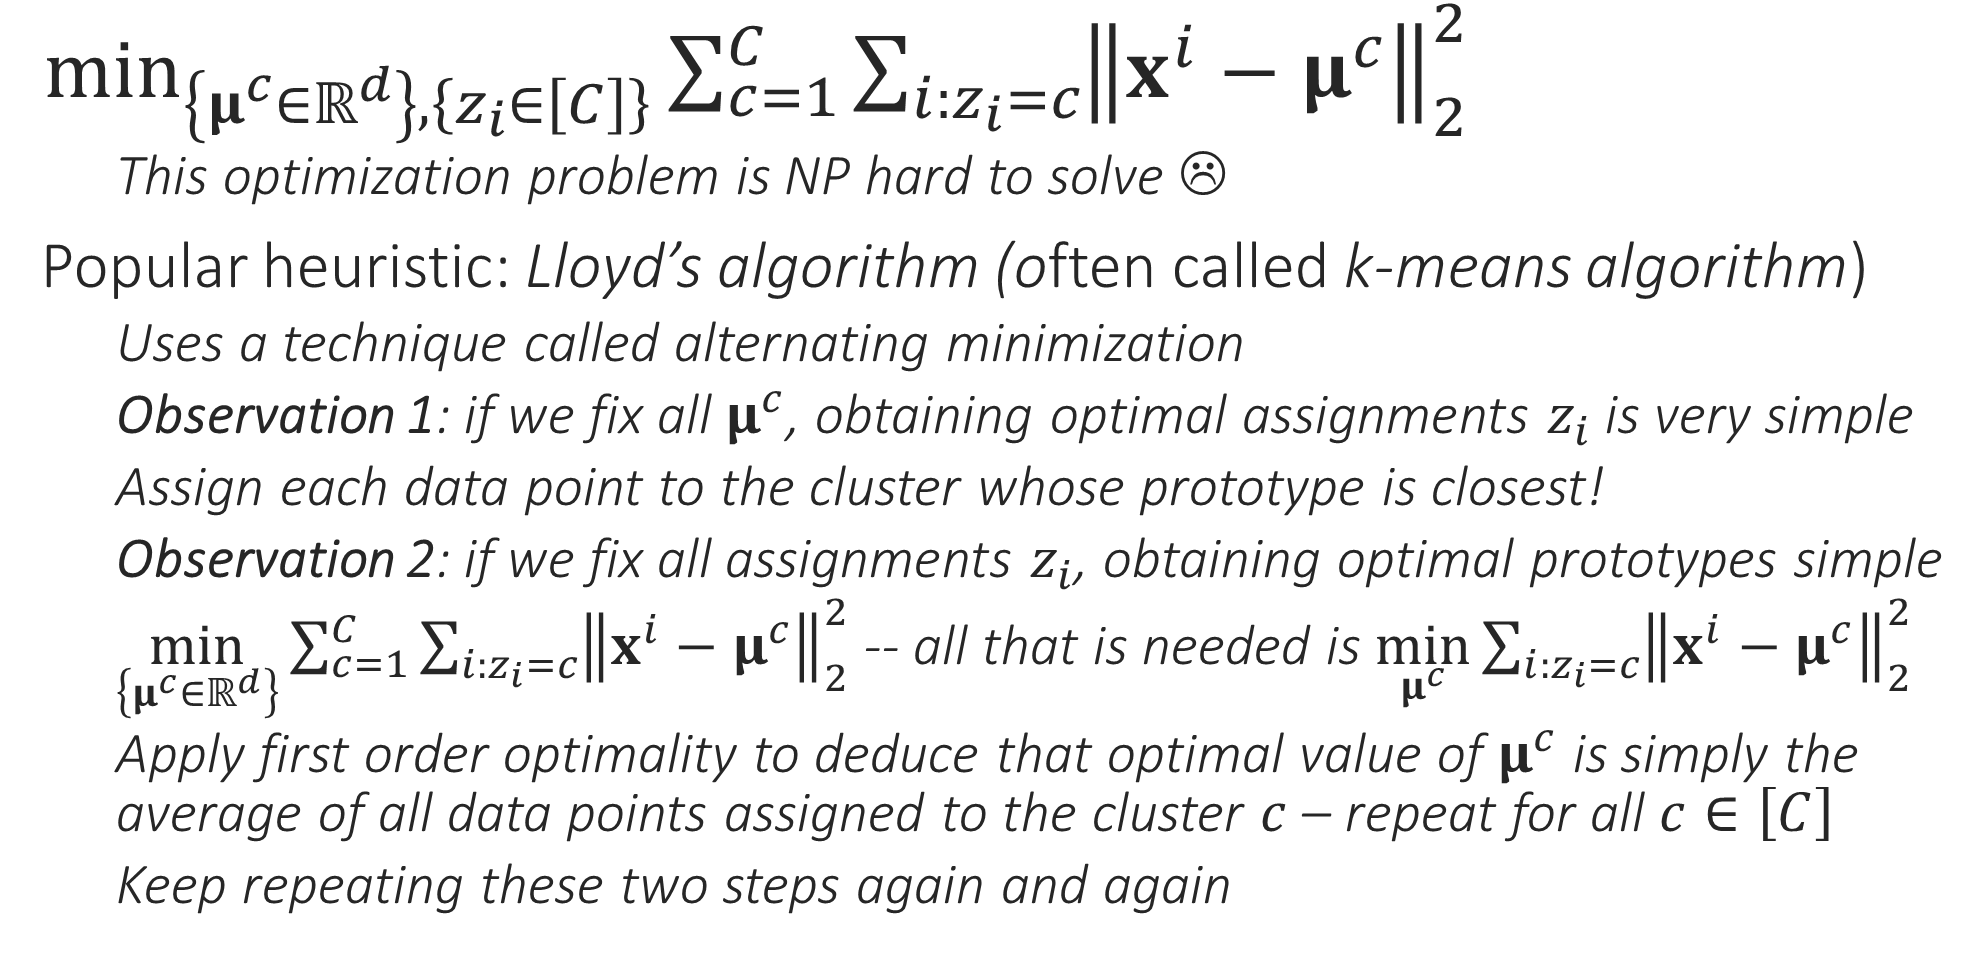 min_{{𝛍^c∈ℝ^d},{z_i∈[C]}} ∑_{c=1}^{C} ∑_{i:z_i=c} ‖𝐱^i − 𝛍^c‖_2^2
This optimization problem is NP hard to solve ☹
Popular heuristic: Lloyd’s algorithm (often called k-means algorithm)
Uses a technique called alternating minimization
Observation 1: if we fix all 𝛍^c, obtaining optimal assignments z_i is very simple
Assign each data point to the cluster whose prototype is closest!
Observation 2: if we fix all assignments z_i, obtaining optimal prototypes simple
min_{{𝛍^c∈ℝ^d}} ∑_{c=1}^{C} ∑_{i:z_i=c} ‖𝐱^i − 𝛍^c‖_2^2 -- all that is needed is min_{𝛍^c} ∑_{i:z_i=c} ‖𝐱^i − 𝛍^c‖_2^2
Apply first order optimality to deduce that optimal value of 𝛍^c is simply the
average of all data points assigned to the cluster c – repeat for all c ∈ [C]
Keep repeating these two steps again and again